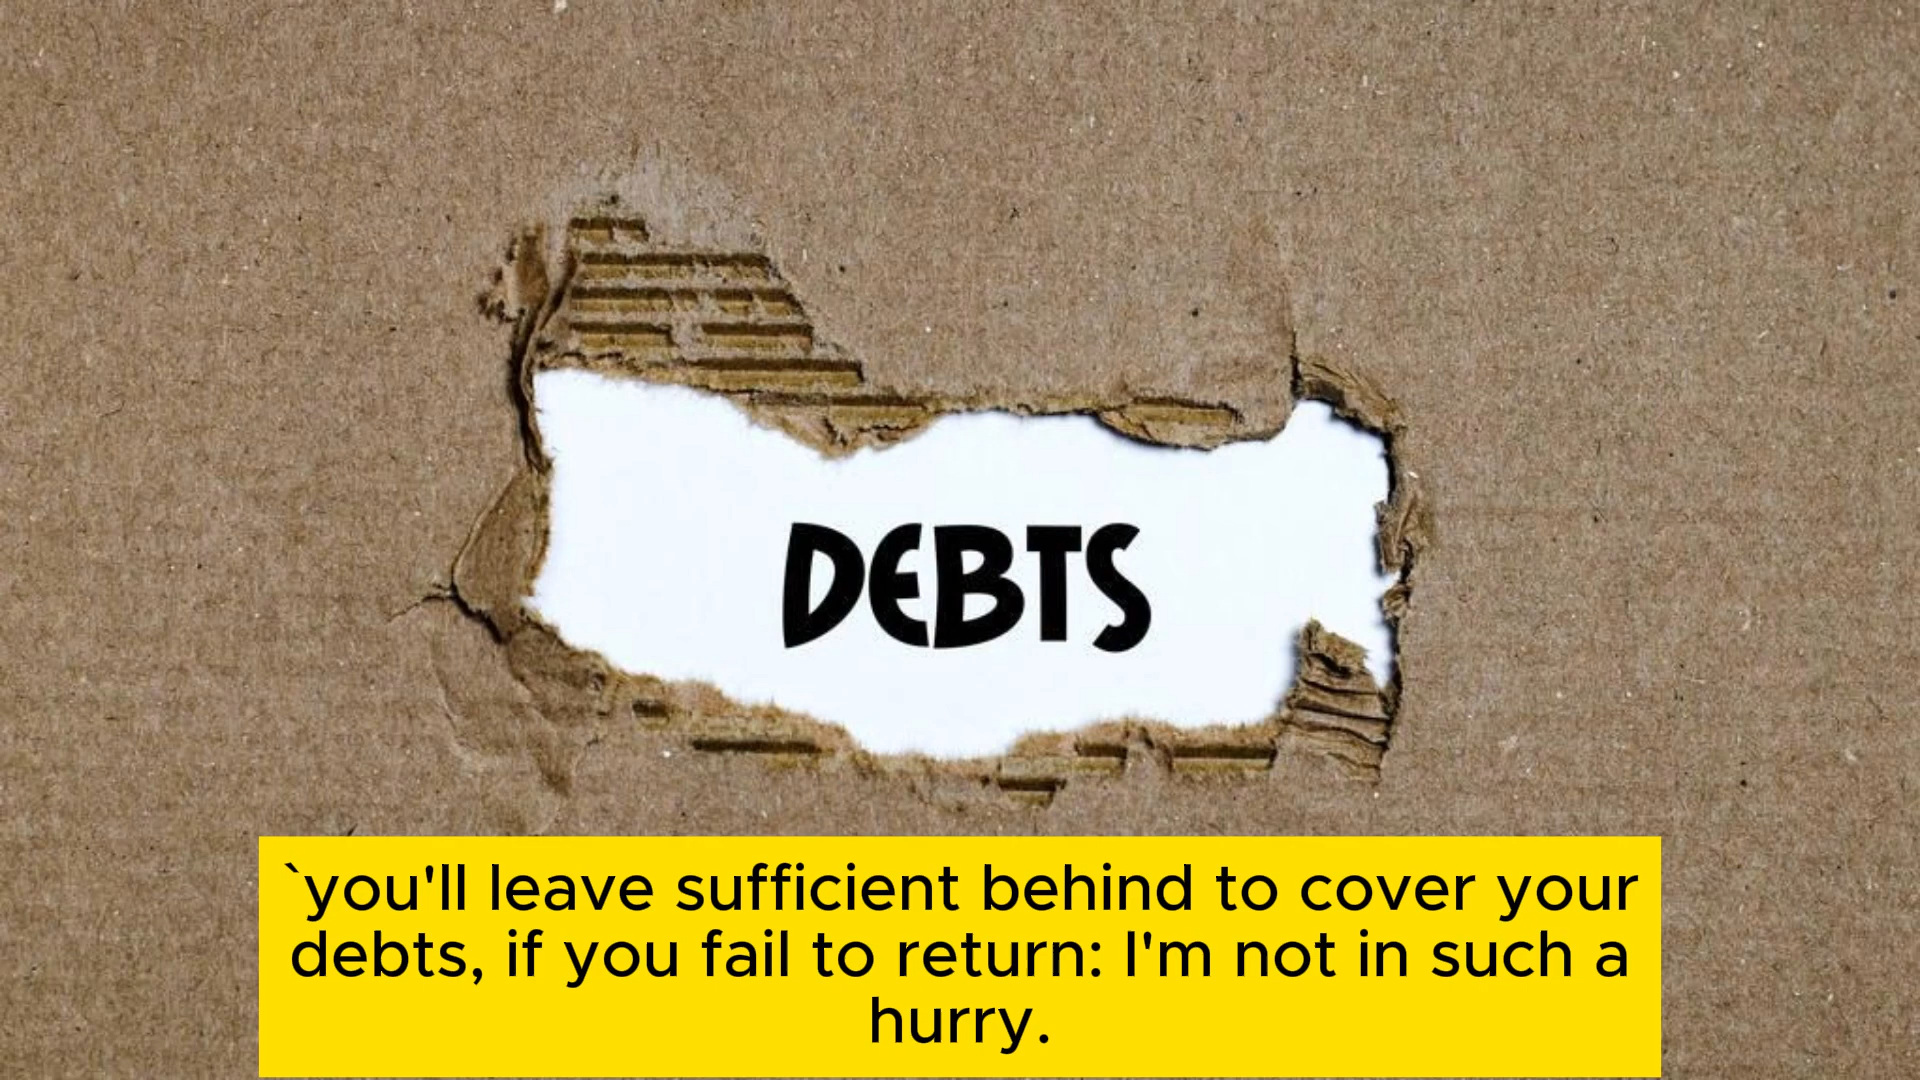 DEBTS
`you'll leave sufficient behind to cover your
debts, if you fail to return: I'm not in such a
hurry.